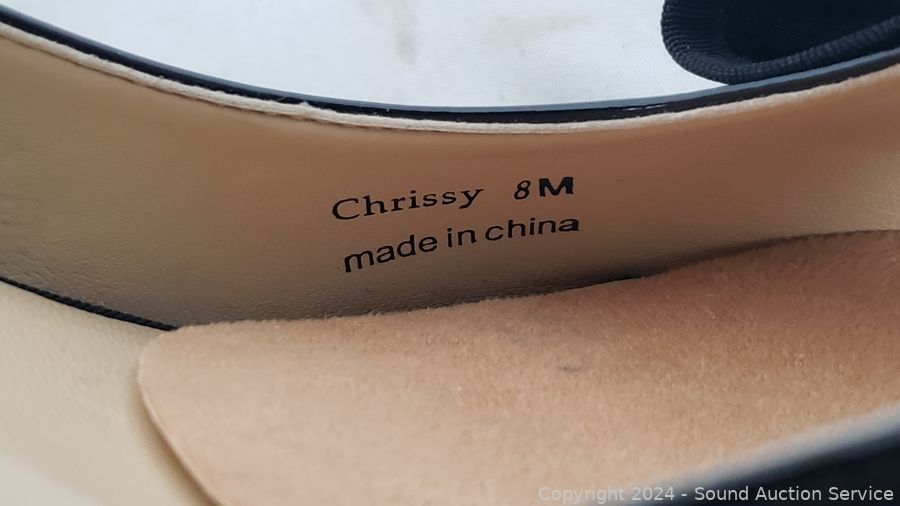 Chrissy 8M
made in china
Copyright 2024 - Sound Auction Service